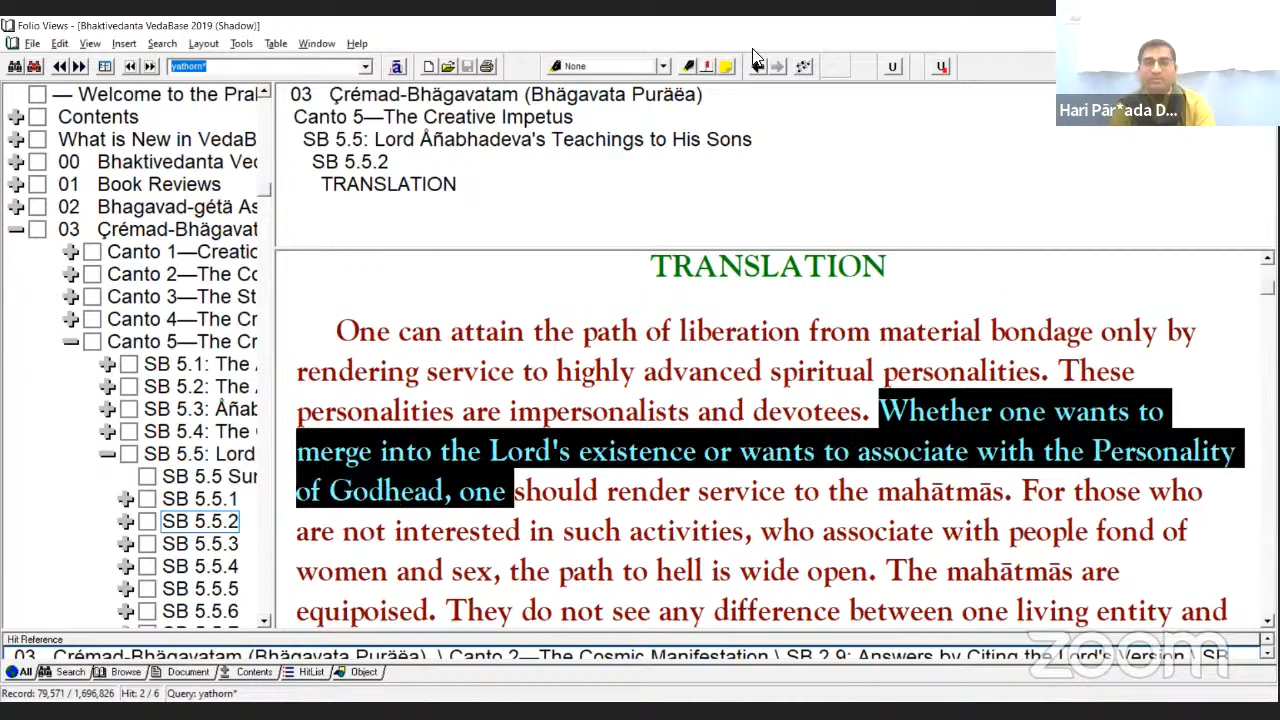 Folio Views - [Bhaktivedanta VedaBase 2019 (Shadow)]
File Edit View Insert Search Layout Tools Table Window Help
yathorn*
None
U
— Welcome to the Pral
Contents
What is New in VedaB
00 Bhaktivedanta Vec
01 Book Reviews
02 Bhagavad-gétä As
03 Çrémad-Bhägavat
Canto 1—Creatic
Canto 2—The Cc
Canto 3—The St
Canto 4—The Cr
Canto 5—The Cr
SB 5.1: The
SB 5.2: The
SB 5.3: Åñab
SB 5.4: The
SB 5.5: Lord
SB 5.5 Sur
SB 5.5.1
SB 5.5.2
SB 5.5.3
SB 5.5.4
SB 5.5.5
SB 5.5.6
03 Çrémad-Bhägavatam (Bhägavata Puräëa)
Canto 5—The Creative Impetus
SB 5.5: Lord Åñabhadeva's Teachings to His Sons
SB 5.5.2
TRANSLATION
Hari Pār*ada D...
TRANSLATION
One can attain the path of liberation from material bondage only by
rendering service to highly advanced spiritual personalities. These
personalities are impersonalists and devotees. Whether one wants to
merge into the Lord's existence or wants to associate with the Personality
of Godhead, one should render service to the mahātmās. For those who
are not interested in such activities, who associate with people fond of
women and sex, the path to hell is wide open. The mahātmās are
equipoised. They do not see any difference between one living entity and
zoom
Hit Reference
03 Çrémad-Bhägavatam (Bhägavata Puräëa) \ Canto 2—The Cosmic Manifestation \ SB 2.9: Answers by Citing the Lord's Version \ SB
All Search Browse Document Contents HitList Object
Record: 79,571 / 1,696,826 Hit: 2 / 6 Query: yathorn*